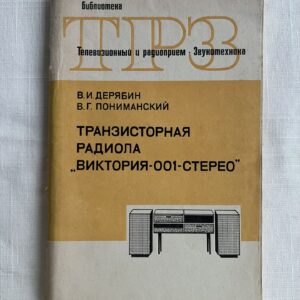 Библиотека
ТРЗ
Телевизионный и радиоприем · Звукотехника
В. И. ДЕРЯБИН
В. Г. ПОНИМАНСКИЙ
ТРАНЗИСТОРНАЯ
РАДИОЛА
„ВИКТОРИЯ-001-СТЕРЕО"